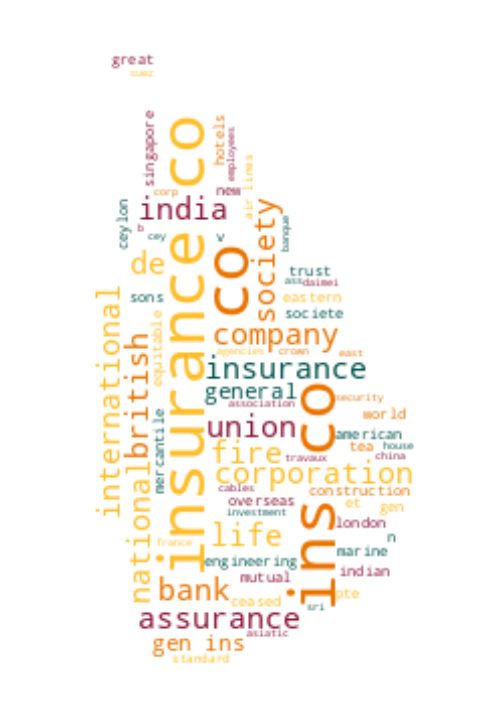 great
suez
singapore
insurance co
hotels
employees
corp
new
air lines
india
ceylon
b
cey
v
co
society
banque
de
trust
ass
daimei
sons
eastern
societe
international
british
equitable
company
agencies
crown
east
insurance
general
association
ins co
security
mercantile
world
union
american
fire
travaux
tea
house
china
national
corporation
cables
construction
overseas
investment
et
gen
life
london
france
n
marine
engineering
mutual
indian
bank
ceased
sri
pte
assurance
asiatic
gen ins
standard